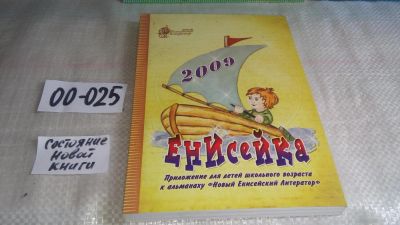 2009
ЕНИСЕЙКА
Приложение для детей школьного возраста
к альманаху «Новый Енисейский Литератор»
00-025
Состояние
Новой
книги